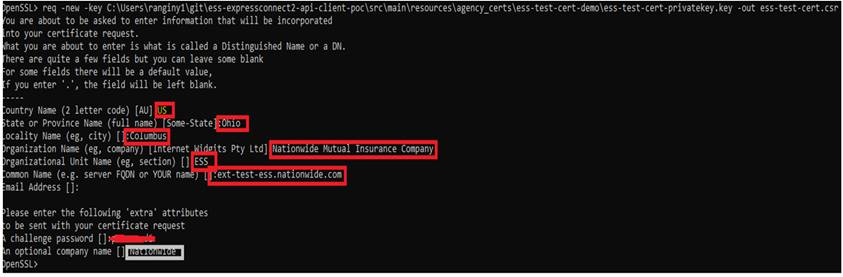 OpenSSL> req -new -key C:\Users\ranginy1\git\ess-expressconnect2-api-client-poc\src\main\resources\agency_certs\ess-test-cert-demo\ess-test-cert-privatekey.key -out ess-test-cert.csr
You are about to be asked to enter information that will be incorporated
into your certificate request.
What you are about to enter is what is called a Distinguished Name or a DN.
There are quite a few fields but you can leave some blank
For some fields there will be a default value,
If you enter '.', the field will be left blank.
-----
Country Name (2 letter code) [AU]:US
State or Province Name (full name) [Some-State]:Ohio
Locality Name (eg, city) []:Columbus
Organization Name (eg, company) [Internet Widgits Pty Ltd]:Nationwide Mutual Insurance Company
Organizational Unit Name (eg, section) []:ESS
Common Name (e.g. server FQDN or YOUR name) []:ext-test-ess.nationwide.com
Email Address []:
Please enter the following 'extra' attributes
to be sent with your certificate request
A challenge password []:
An optional company name []:Nationwide
OpenSSL>